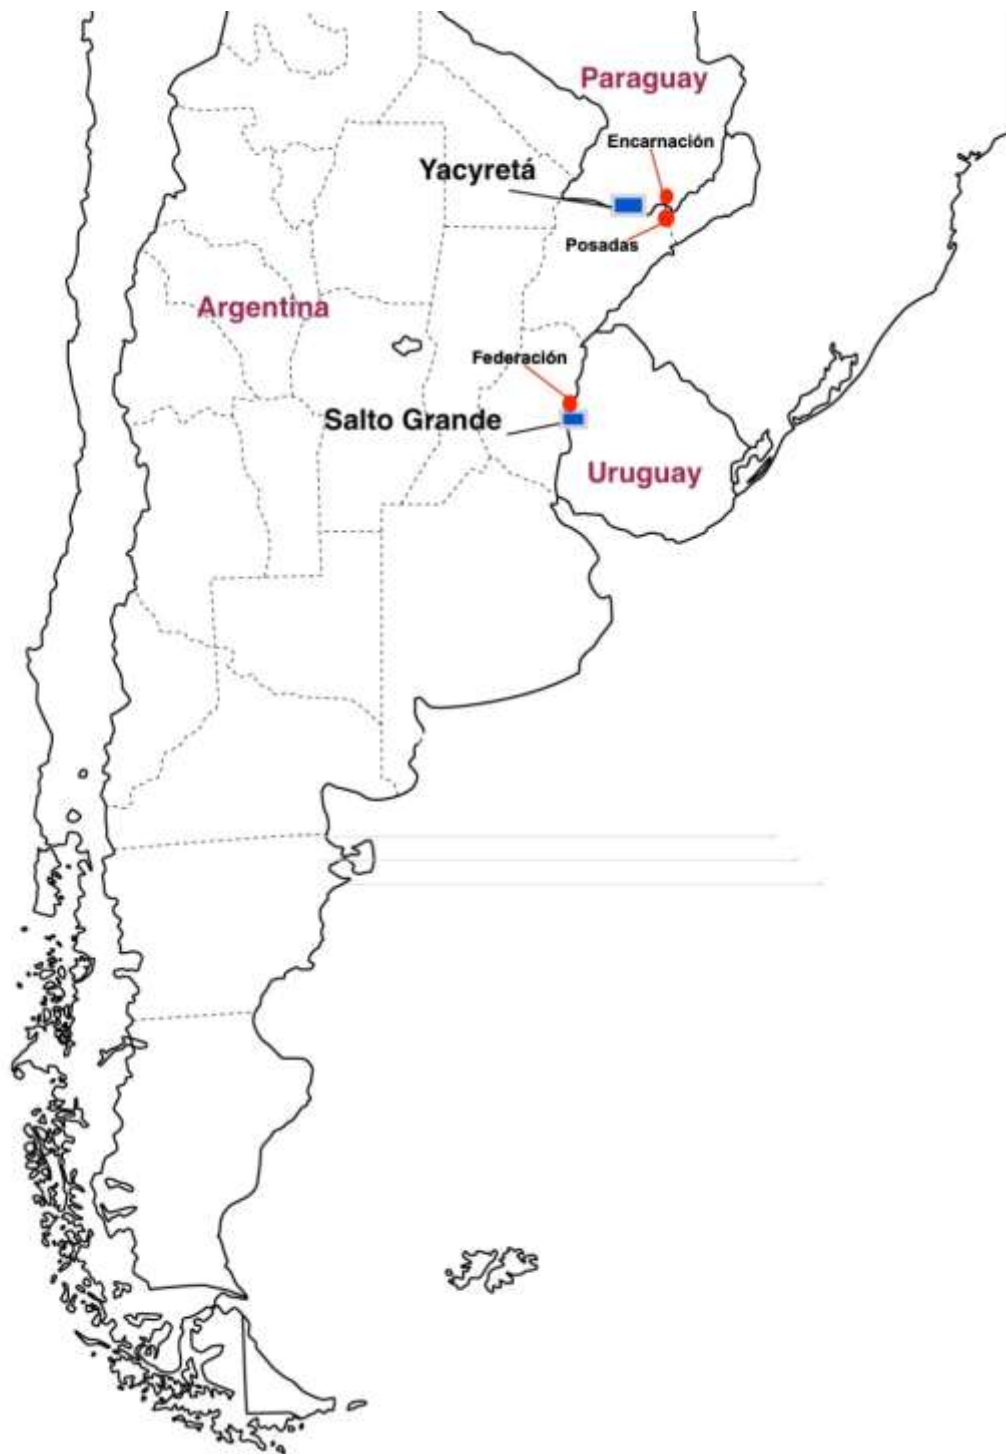 Paraguay
Encarnación
Yacyretá
Posadas
Argentina
Federación
Salto Grande
Uruguay